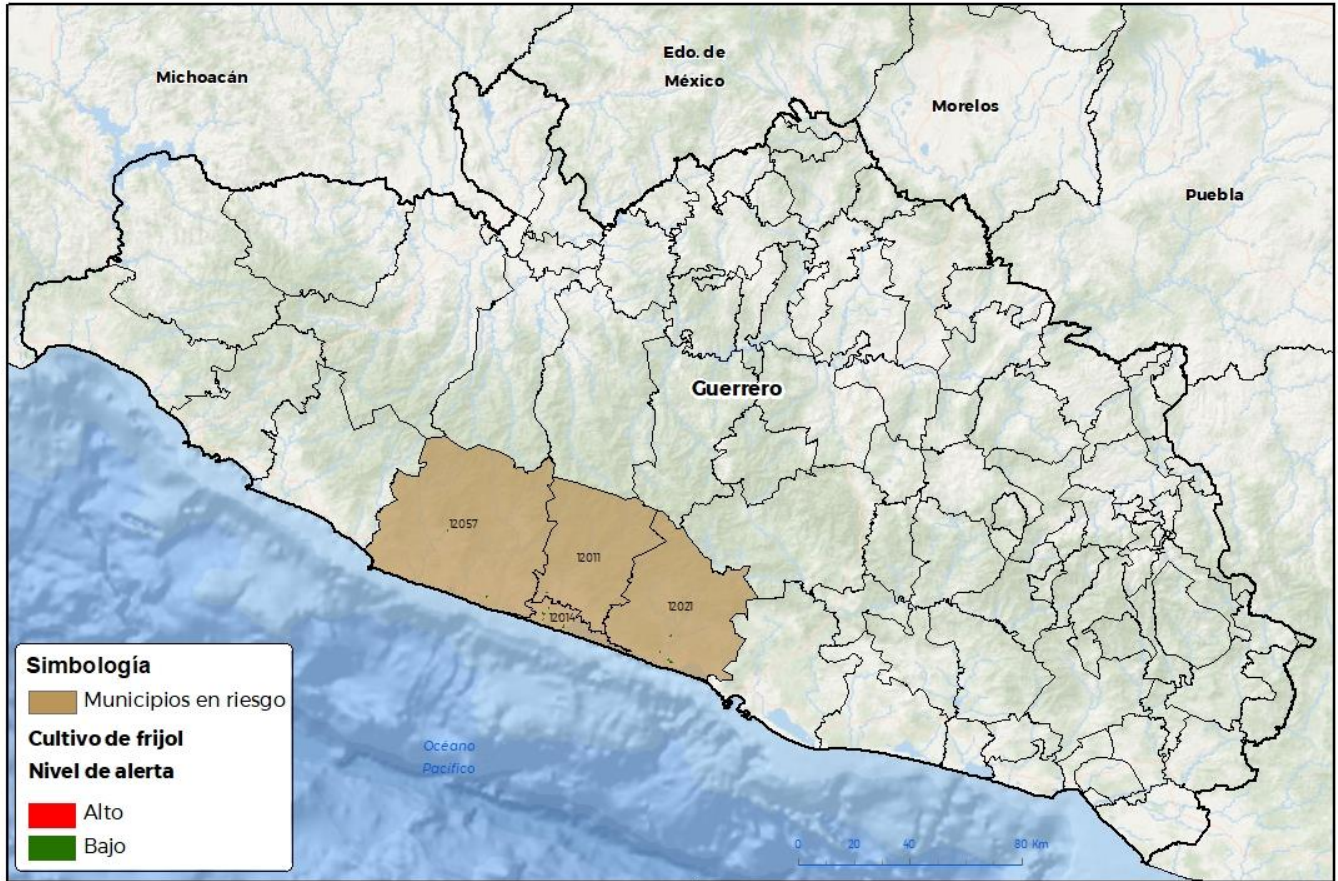 Michoacán
Edo. de
México
Morelos
Puebla
Guerrero
12057
12011
12014
12021
Simbología
Municipios en riesgo
Cultivo de frijol
Nivel de alerta
Alto
Bajo
Océano
Pacífico
0 20 40 80 Km